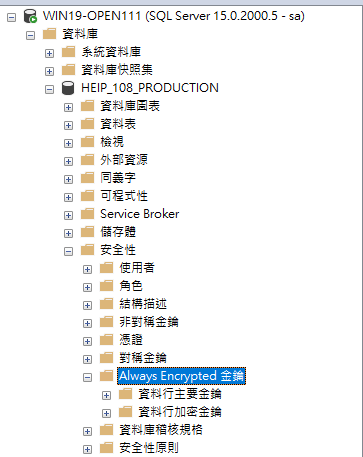 WIN19-OPEN111 (SQL Server 15.0.2000.5 - sa)
資料庫
系統資料庫
資料庫快照集
HEIP_108_PRODUCTION
資料庫圖表
資料表
檢視
外部資源
同義字
可程式性
Service Broker
儲存體
安全性
使用者
角色
結構描述
非對稱金鑰
憑證
對稱金鑰
Always Encrypted 金鑰
資料行主要金鑰
資料行加密金鑰
資料庫稽核規格
安全性原則